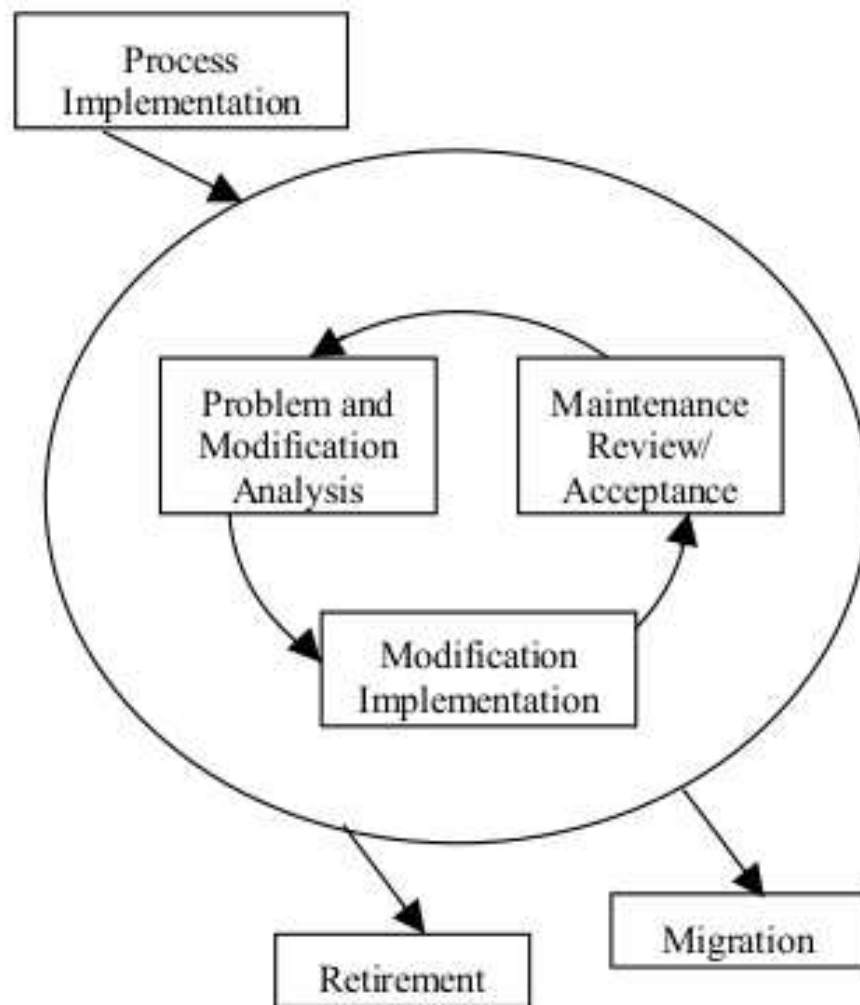 Process
Implementation
Problem and
Modification
Analysis
Maintenance
Review/
Acceptance
Modification
Implementation
Migration
Retirement